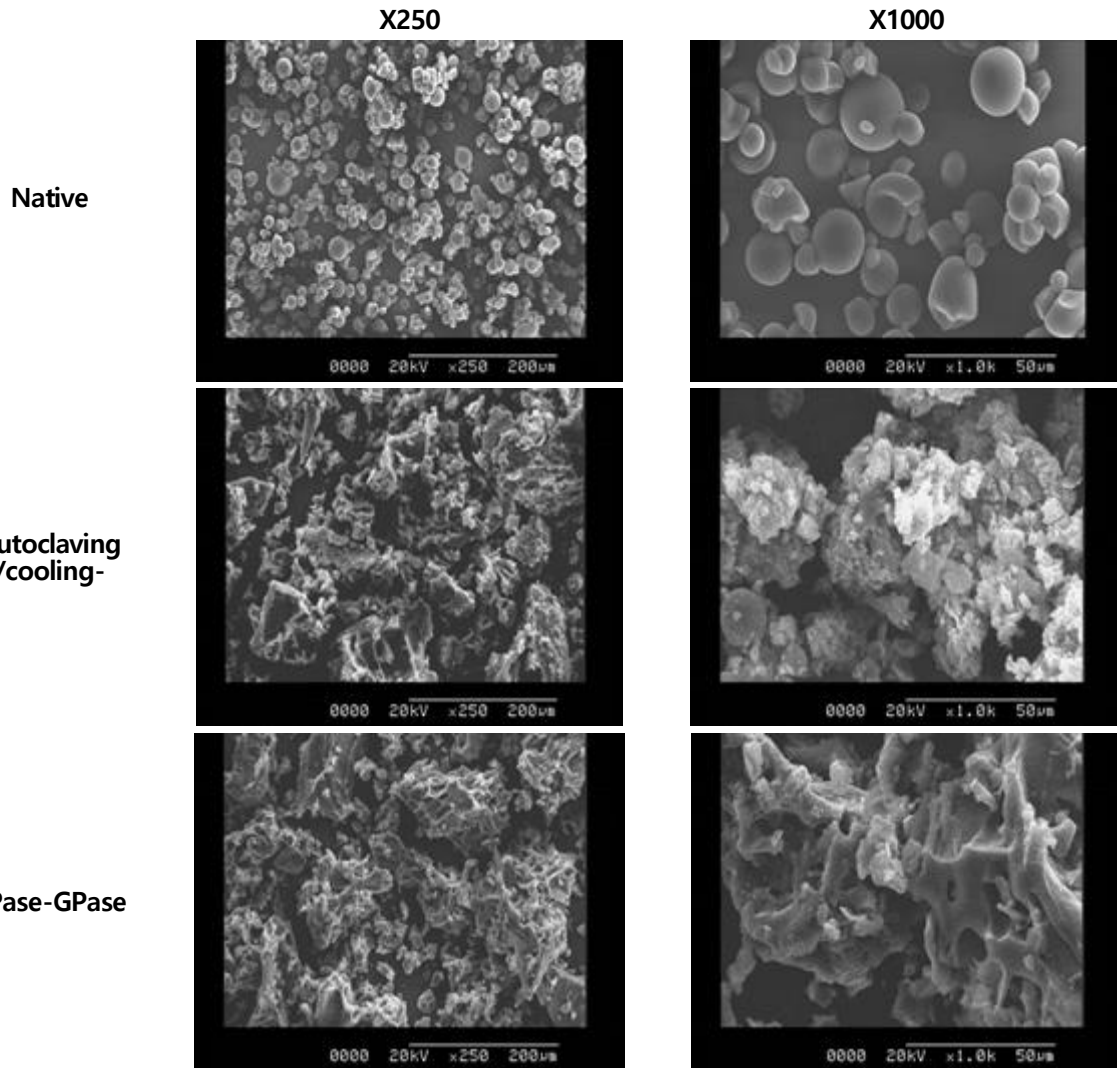 X250 X1000
Native
0000 20kV x250 200µm
0000 20kV x1.0k 50µm
utoclaving
/cooling-
0000 20kV x250 200µm
0000 20kV x1.0k 50µm
Pase-GPase
0000 20kV x250 200µm
0000 20kV x1.0k 50µm